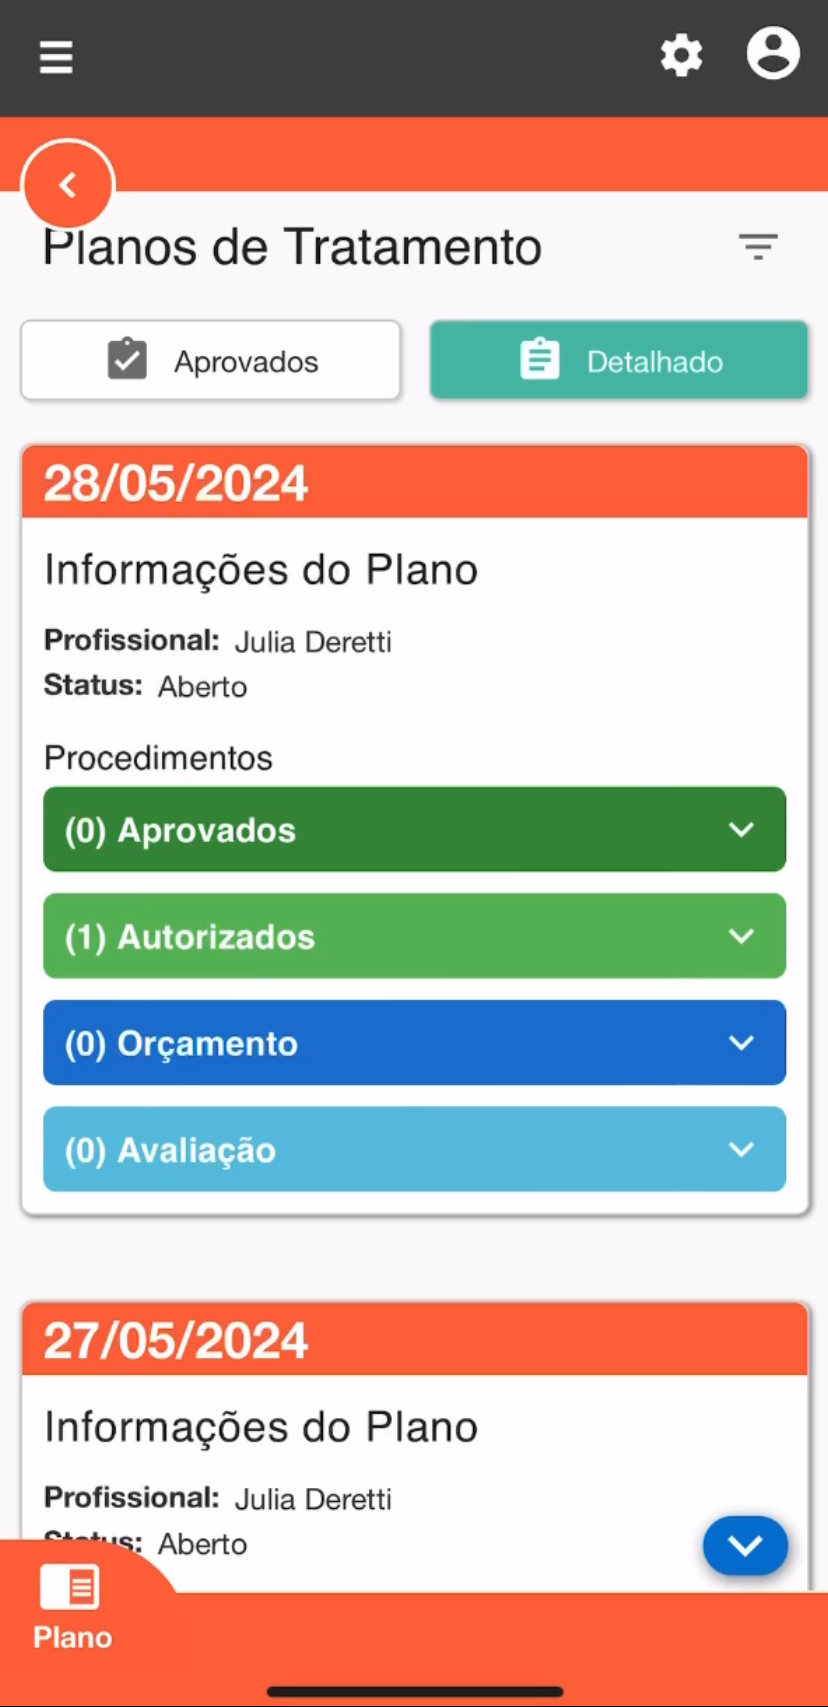 Planos de Tratamento
Aprovados
Detalhado
28/05/2024
Informações do Plano
Profissional: Julia Deretti
Status: Aberto
Procedimentos
(0) Aprovados
(1) Autorizados
(0) Orçamento
(0) Avaliação
27/05/2024
Informações do Plano
Profissional: Julia Deretti
Status: Aberto
Plano